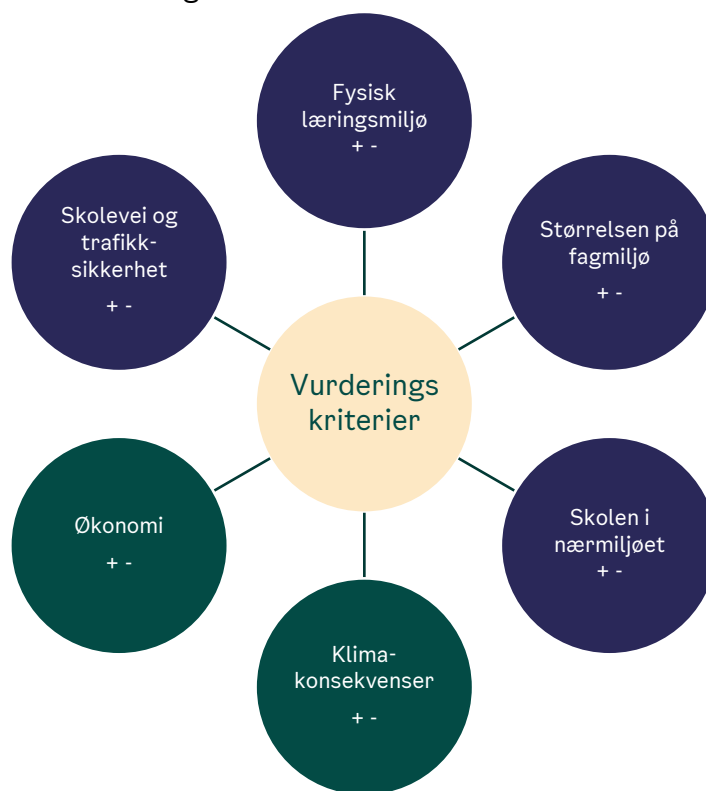 Fysisk
læringsmiljø
+ -
Skolevei og
trafikk-
sikkerhet
+ -
Størrelsen på
fagmiljø
+ -
Vurderings
kriterier
Økonomi
+ -
Skolen i
nærmiljøet
+ -
Klima-
konsekvenser
+ -